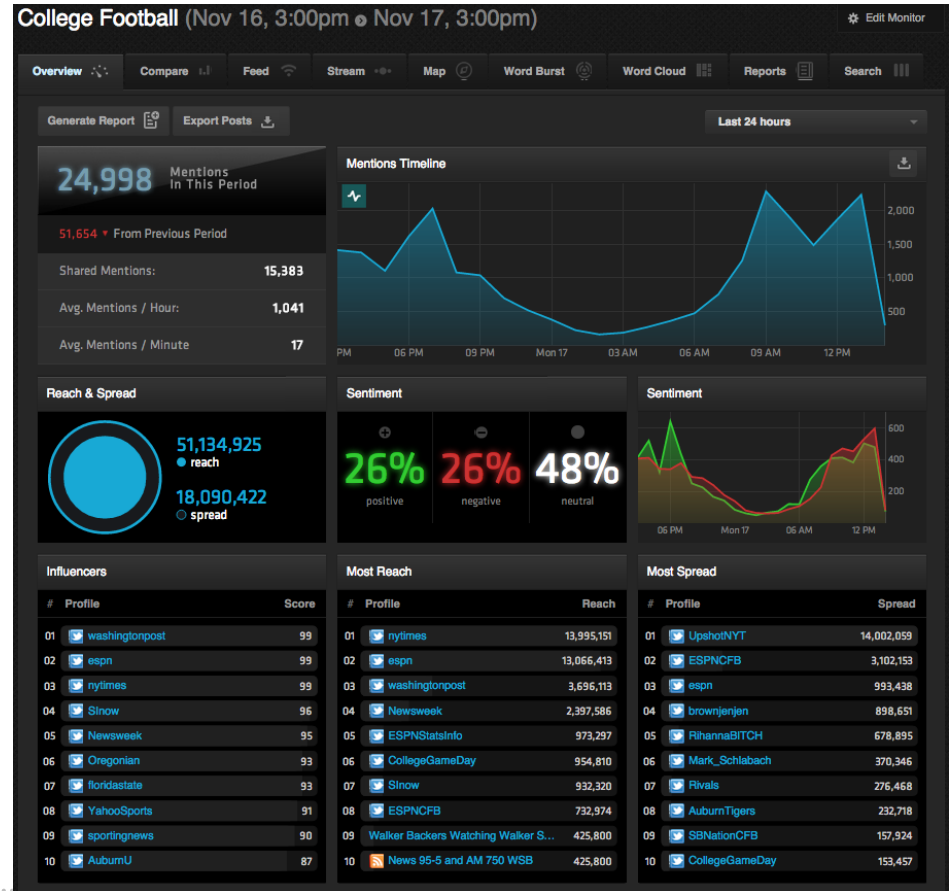 College Football (Nov 16, 3:00pm Nov 17, 3:00pm)
Edit Monitor
Overview Compare Feed Stream Map Word Burst Word Cloud Reports Search
Generate Report Export Posts Last 24 hours
24,998 Mentions In This Period
51,654 ▼ From Previous Period
Shared Mentions: 15,383
Avg. Mentions / Hour: 1,041
Avg. Mentions / Minute 17
Mentions Timeline
2,000
1,500
1,000
500
PM 06 PM 09 PM Mon 17 03 AM 06 AM 09 AM 12 PM
Reach & Spread
51,134,925
reach
18,090,422
spread
Sentiment
26% 26% 48%
positive negative neutral
Sentiment
600
400
200
06 PM Mon 17 06 AM 12 PM
Influencers
# Profile Score
01 washingtonpost 99
02 espn 99
03 nytimes 99
04 SInow 96
05 Newsweek 95
06 Oregonian 93
07 floridastate 93
08 YahooSports 91
09 sportingnews 90
10 AuburnU 87
Most Reach
# Profile Reach
01 nytimes 13,995,151
02 espn 13,066,413
03 washingtonpost 3,696,113
04 Newsweek 2,397,586
05 ESPNStatsInfo 973,297
06 CollegeGameDay 954,810
07 SInow 932,320
08 ESPNCFB 732,974
09 Walker Backers Watching Walker S... 425,800
10 News 95-5 and AM 750 WSB 425,800
Most Spread
# Profile Spread
01 UpshotNYT 14,002,059
02 ESPNCFB 3,102,153
03 espn 993,438
04 brownjenjen 898,651
05 RihannaBITCH 678,895
06 Mark_Schlabach 370,346
07 Rivals 276,468
08 AuburnTigers 232,718
09 SBNationCFB 157,924
10 CollegeGameDay 153,457